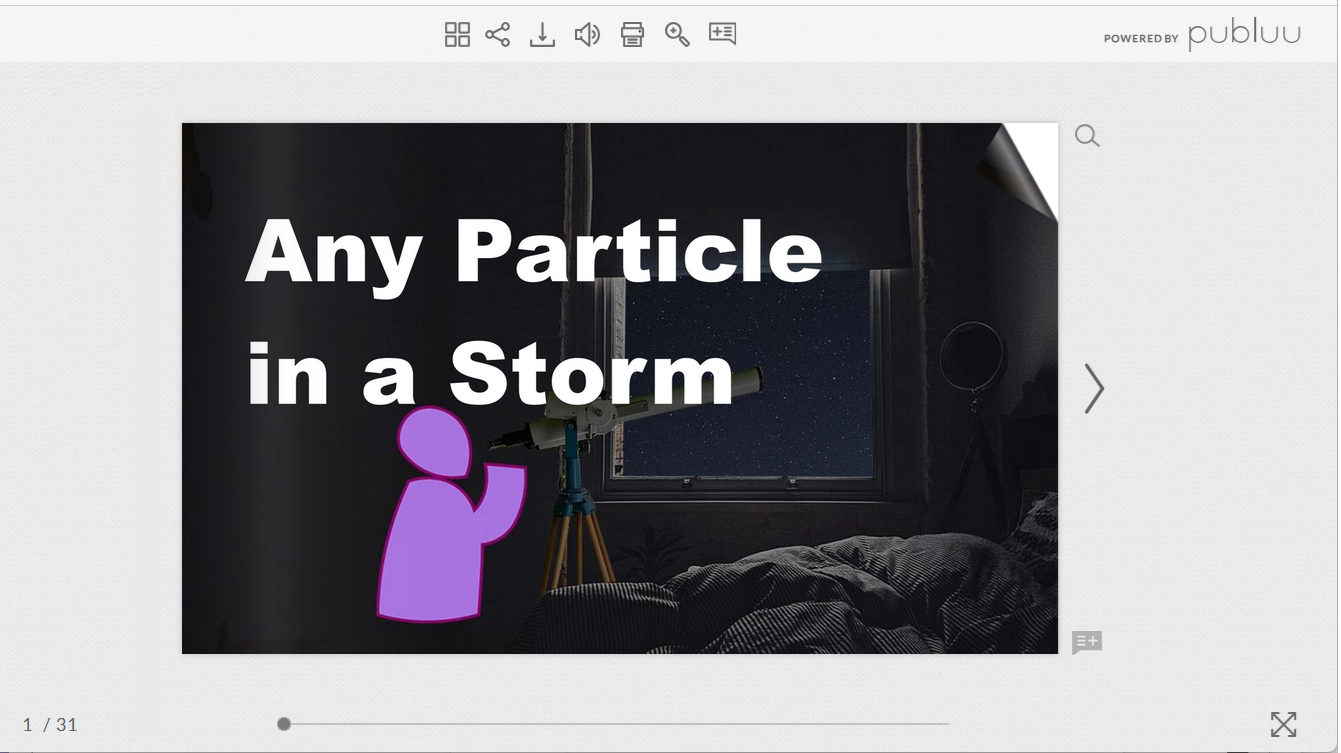 POWERED BY publuu
Any Particle
in a Storm
1 / 31